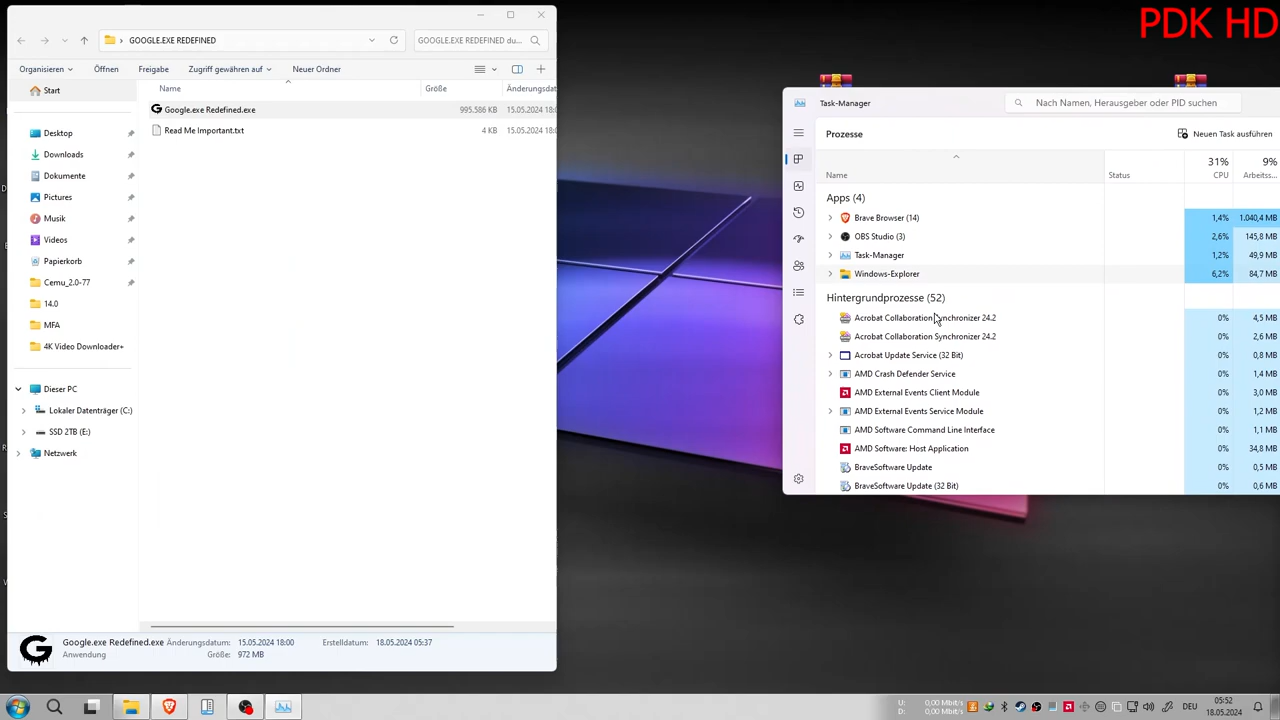 PDK HD
GOOGLE.EXE REDEFINED
GOOGLE.EXE REDEFINED du...
Organisieren
Öffnen
Freigabe
Zugriff gewähren auf
Neuer Ordner
Start
Name
Größe
Änderungsdat
Desktop
Downloads
Dokumente
Pictures
Musik
Videos
Papierkorb
Cemu_2.0-77
14.0
MFA
4K Video Downloader+
Dieser PC
Lokaler Datenträger (C:)
SSD 2TB (E:)
Netzwerk
Google.exe Redefined.exe
995.586 KB
15.05.2024 18:0
Read Me Important.txt
4 KB
15.05.2024 18:0
Google.exe Redefined.exe
Änderungsdatum:
15.05.2024 18:00
Erstelldatum:
18.05.2024 05:37
Anwendung
Größe:
972 MB
Task-Manager
Nach Namen, Herausgeber oder PID suchen
Prozesse
Neuen Task ausführen
31%
9%
Name
Status
CPU
Arbeitss...
Apps (4)
Brave Browser (14)
1,4%
1.040,4 MB
OBS Studio (3)
2,6%
145,8 MB
Task-Manager
1,2%
49,9 MB
Windows-Explorer
6,2%
84,7 MB
Hintergrundprozesse (52)
Acrobat Collaboration Synchronizer 24.2
0%
4,5 MB
Acrobat Collaboration Synchronizer 24.2
0%
2,6 MB
Acrobat Update Service (32 Bit)
0%
0,8 MB
AMD Crash Defender Service
0%
1,4 MB
AMD External Events Client Module
0%
3,0 MB
AMD External Events Service Module
0%
1,2 MB
AMD Software Command Line Interface
0%
1,1 MB
AMD Software: Host Application
0%
34,8 MB
BraveSoftware Update
0%
0,5 MB
BraveSoftware Update (32 Bit)
0%
0,6 MB
U: 0,00 Mbit/s
D: 0,00 Mbit/s
DEU
05:52
18.05.2024